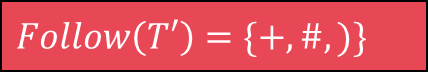 Follow(T′) = {+,#,)}